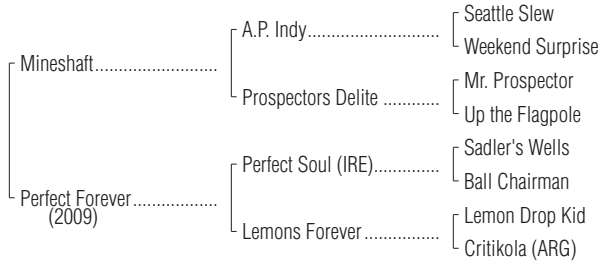 Seattle Slew
A.P. Indy..............................
Weekend Surprise
Mineshaft...........................
Mr. Prospector
Prospectors Delite ............
Up the Flagpole
Sadler's Wells
Perfect Soul (IRE)..............
Ball Chairman
Perfect Forever..................
(2009)
Lemon Drop Kid
Lemons Forever................
Critikola (ARG)